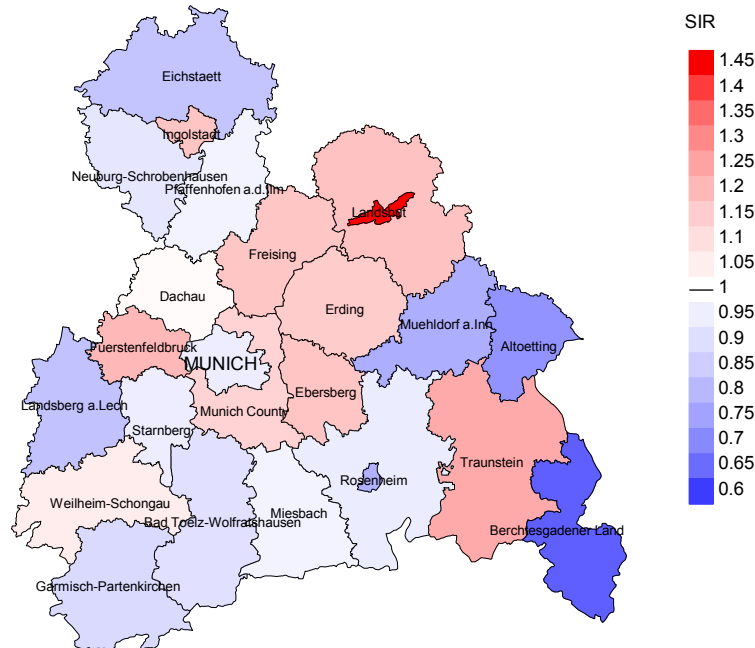 SIR
1.45
1.4
1.35
1.3
1.25
1.2
1.15
1.1
1.05
1
0.95
0.9
0.85
0.8
0.75
0.7
0.65
0.6
Eichstaett
Ingolstadt
Neuburg-Schrobenhausen
Pfaffenhofen a.d.Ilm
Landshut
Freising
Dachau
Erding
Muehldorf a.Inn
Altoetting
Fuerstenfeldbruck
MUNICH
Ebersberg
Landsberg a.Lech
Munich County
Starnberg
Traunstein
Rosenheim
Weilheim-Schongau
Miesbach
Bad Toelz-Wolfratshausen
Berchtesgadener Land
Garmisch-Partenkirchen